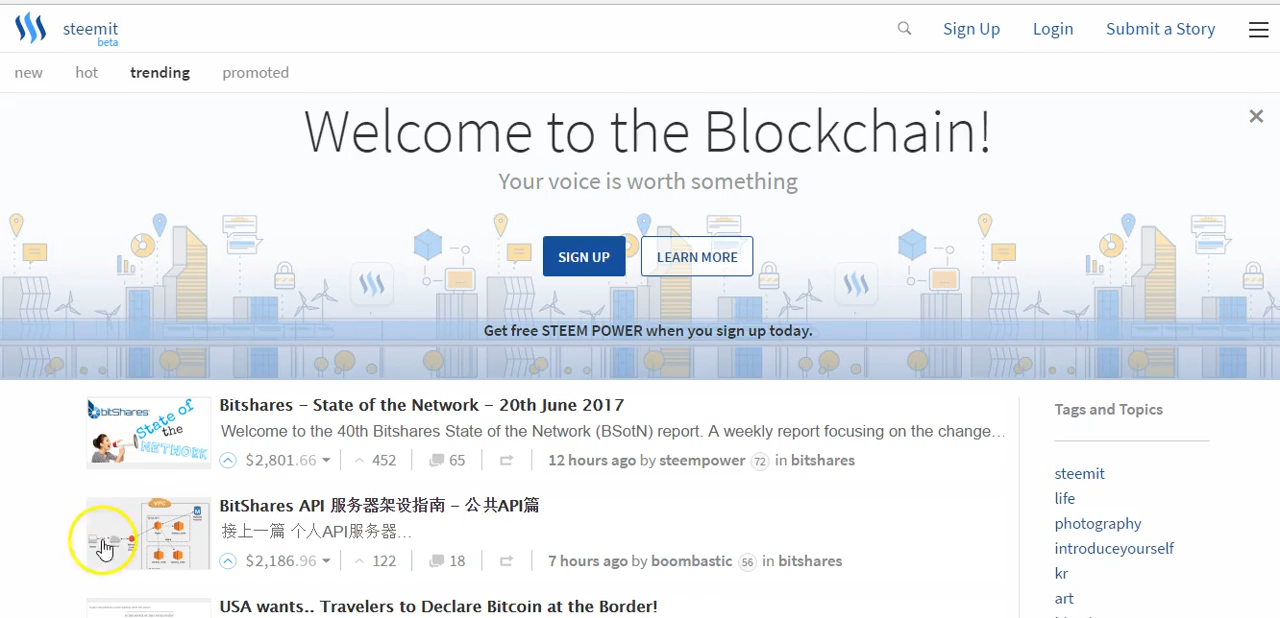 steemit
beta
Sign Up
Login
Submit a Story
new
hot
trending
promoted
Welcome to the Blockchain!
Your voice is worth something
SIGN UP
LEARN MORE
Get free STEEM POWER when you sign up today.
bitShares
State of
the
NETWORK
Bitshares – State of the Network – 20th June 2017
Welcome to the 40th Bitshares State of the Network (BSotN) report. A weekly report focusing on the change…
$2,801.66 452 65 12 hours ago by steempower 72 in bitshares
VPC
BitShares API 服务器架设指南 – 公共API篇
接上一篇 个人API服务器…
$2,186.96 122 18 7 hours ago by boombastic 56 in bitshares
USA wants.. Travelers to Declare Bitcoin at the Border!
Tags and Topics
steemit
life
photography
introduceyourself
kr
art